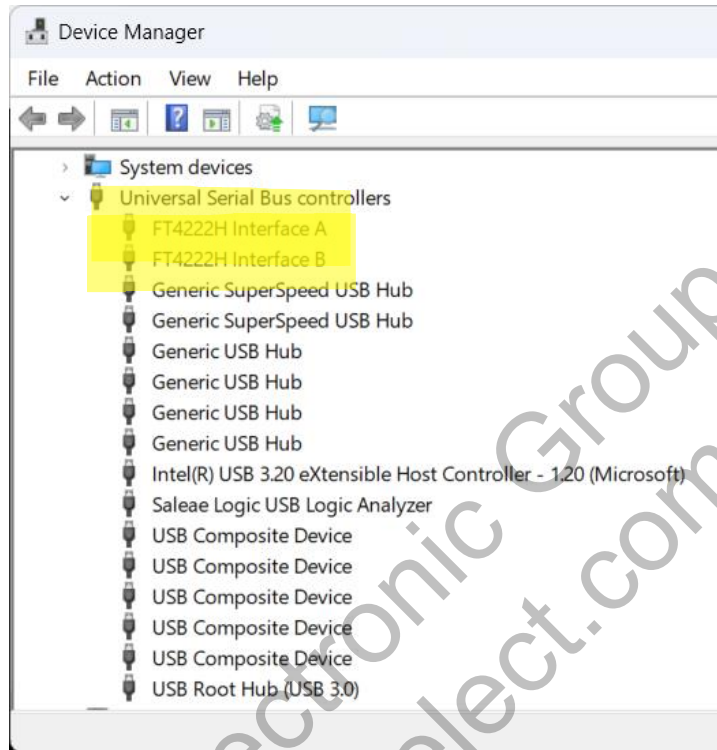 Device Manager
File Action View Help
System devices
Universal Serial Bus controllers
FT4222H Interface A
FT4222H Interface B
Generic SuperSpeed USB Hub
Generic SuperSpeed USB Hub
Generic USB Hub
Generic USB Hub
Generic USB Hub
Generic USB Hub
Intel(R) USB 3.20 eXtensible Host Controller - 1.20 (Microsoft)
Saleae Logic USB Logic Analyzer
USB Composite Device
USB Composite Device
USB Composite Device
USB Composite Device
USB Composite Device
USB Root Hub (USB 3.0)
Group